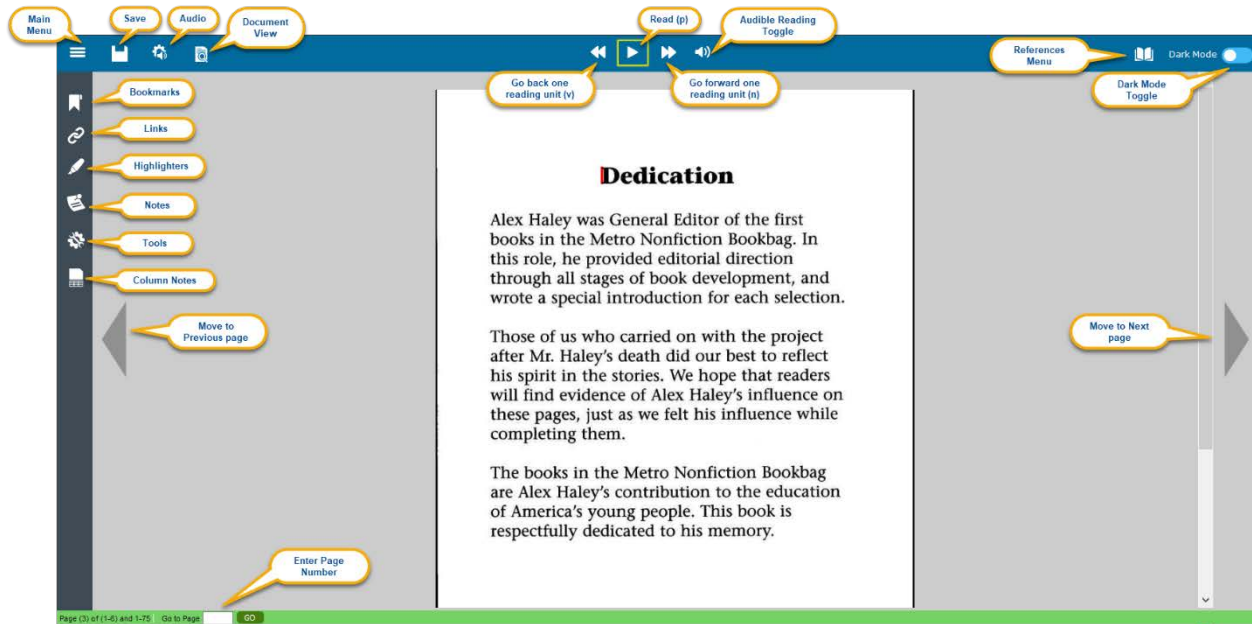 Main
Menu
Save
Audio
Document
View
Read (p)
Audible Reading
Toggle
References
Menu
Dark Mode
Dark Mode
Toggle
Go back one
reading unit (v)
Go forward one
reading unit (n)
Bookmarks
Links
Highlighters
Notes
Tools
Column Notes
Move to
Previous page
Move to Next
page
Dedication
Alex Haley was General Editor of the first
books in the Metro Nonfiction Bookbag. In
this role, he provided editorial direction
through all stages of book development, and
wrote a special introduction for each selection.
Those of us who carried on with the project
after Mr. Haley's death did our best to reflect
his spirit in the stories. We hope that readers
will find evidence of Alex Haley's influence on
these pages, just as we felt his influence while
completing them.
The books in the Metro Nonfiction Bookbag
are Alex Haley's contribution to the education
of America's young people. This book is
respectfully dedicated to his memory.
Enter Page
Number
Page (3) of (1-6) and 1-75 Go to Page GO